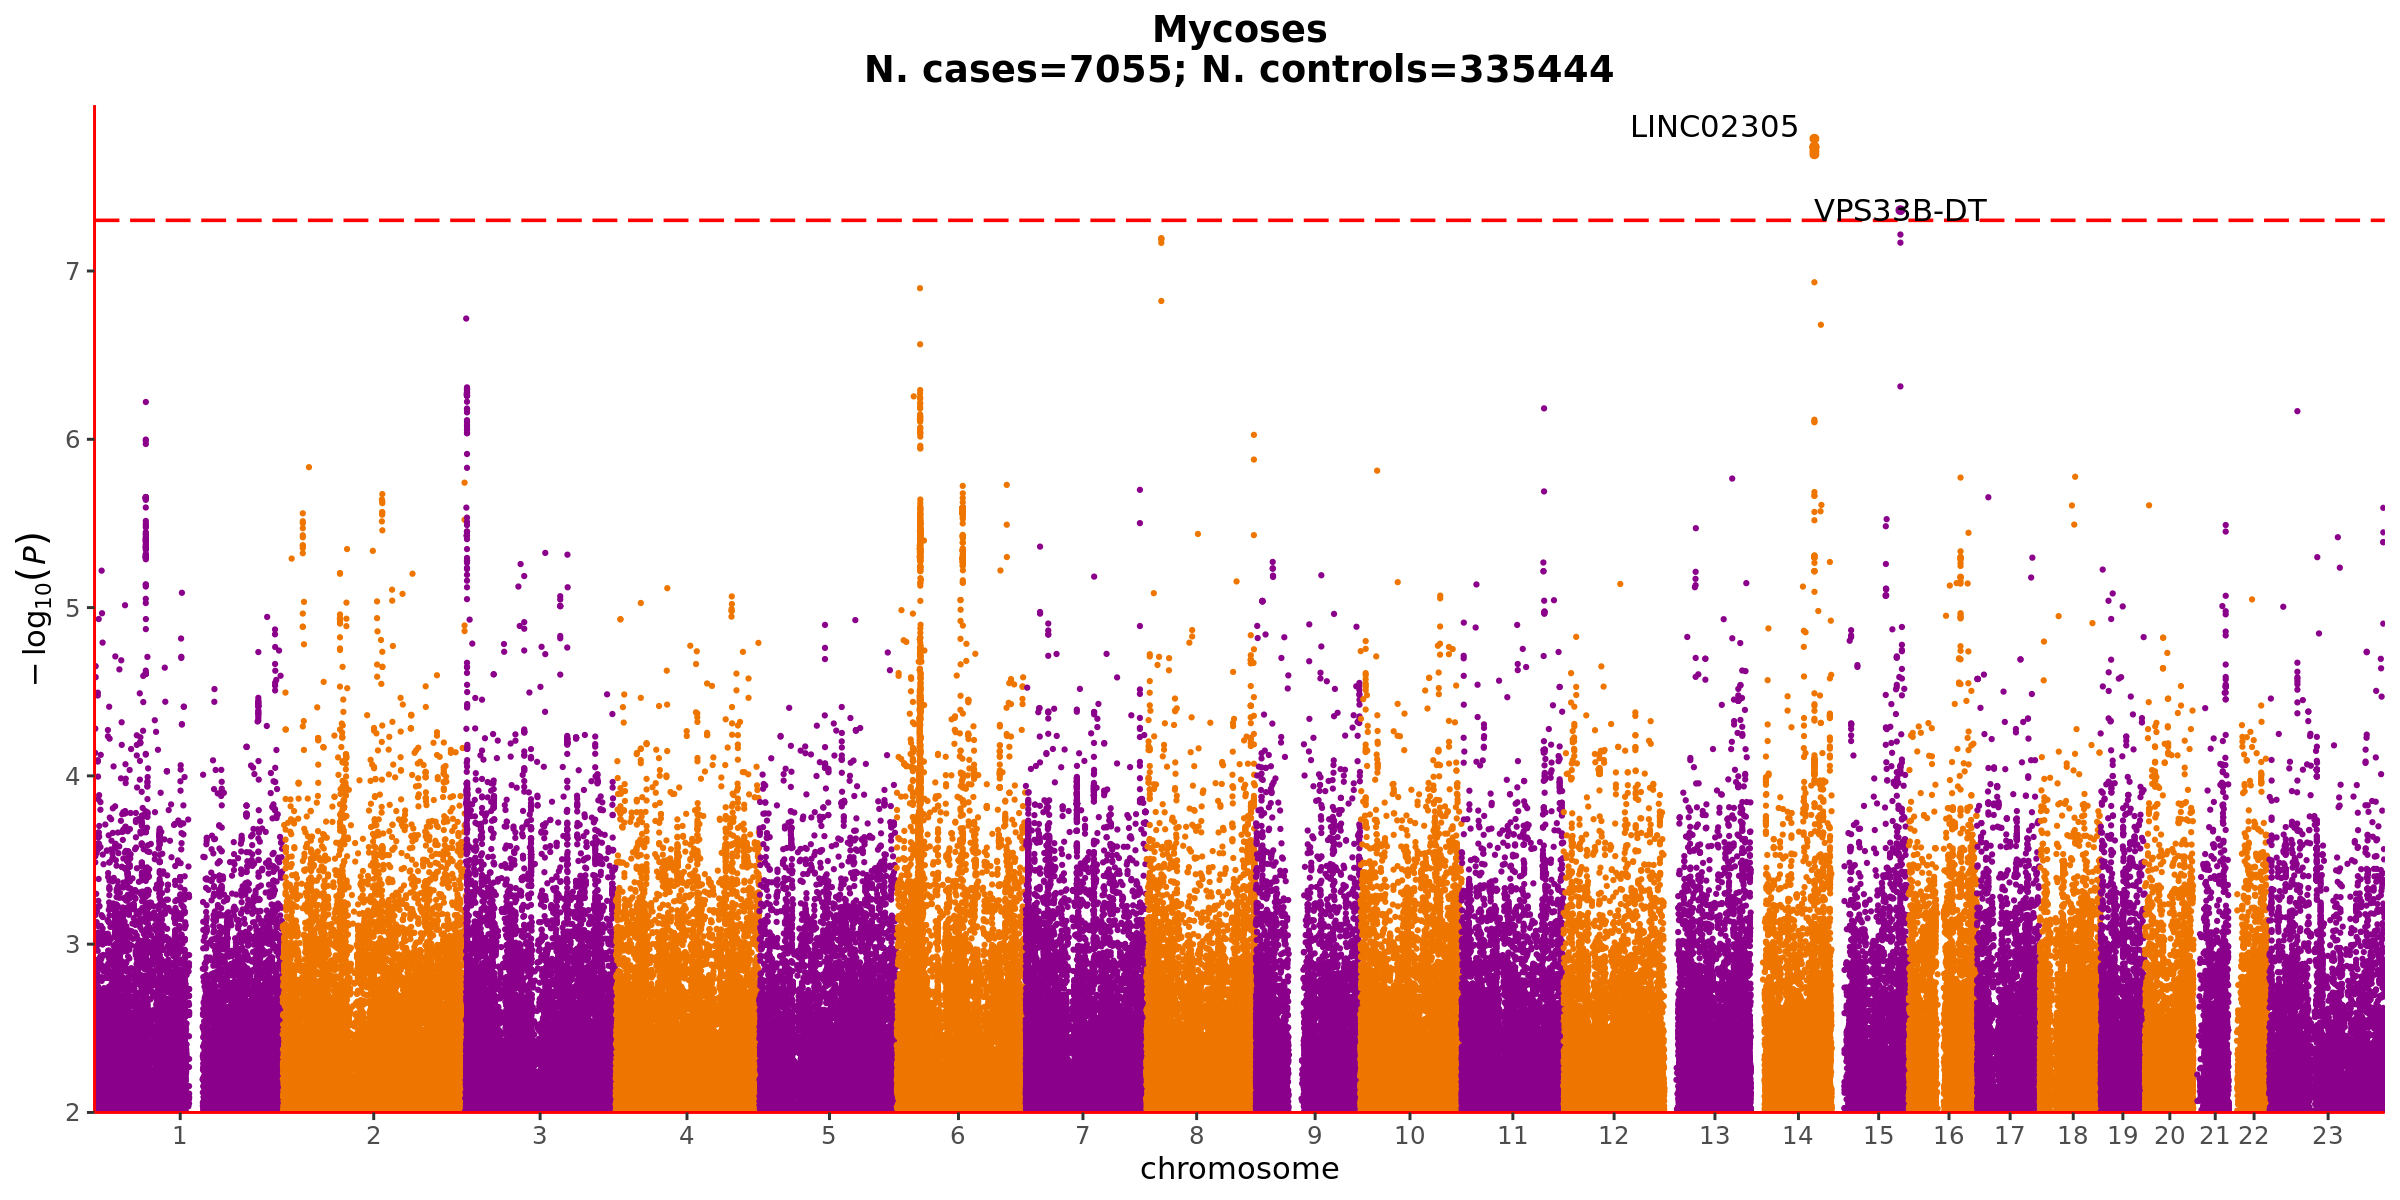 Mycoses
N. cases=7055; N. controls=335444
LINC02305
VPS33B-DT
7
6
5
4
3
2
−log10(P)
1 2 3 4 5 6 7 8 9 10 11 12 13 14 15 16 17 18 19 20 21 22 23
chromosome